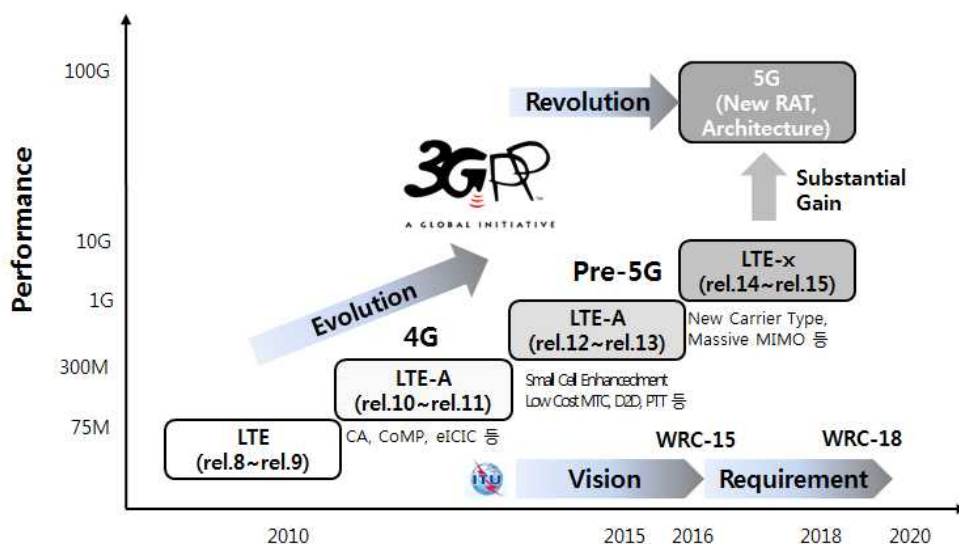 Performance
100G
10G
1G
300M
75M
Revolution
5G
(New RAT,
Architecture)
3GPP
TM
A GLOBAL INITIATIVE
Substantial
Gain
Evolution
Pre-5G
LTE-x
(rel.14~rel.15)
New Carrier Type,
Massive MIMO 등
4G
LTE-A
(rel.12~rel.13)
Small Cell Enhancedment
Low Cost MTC, D2D, PTT 등
LTE-A
(rel.10~rel.11)
CA, CoMP, eICIC 등
LTE
(rel.8~rel.9)
WRC-15
WRC-18
ITU
Vision
Requirement
2010
2015
2016
2018
2020